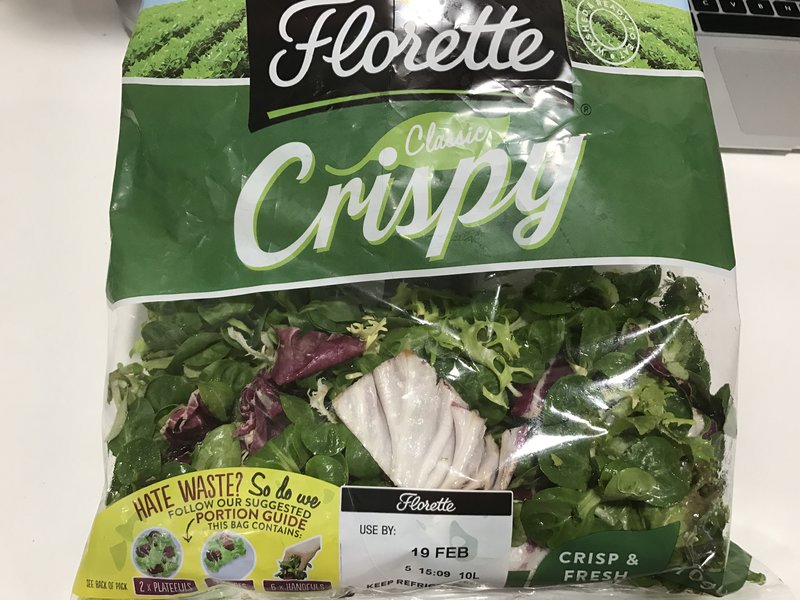 Florette
Classic
Crispy
®
HATE WASTE? So do we
FOLLOW OUR SUGGESTED
PORTION GUIDE
THIS BAG CONTAINS:
SEE BACK OF PACK
2 x PLATEFULS
6 x HANDFULS
Florette
USE BY:
19 FEB
5 15:09 10L
KEEP
CRISP &
FRESH
C V B N